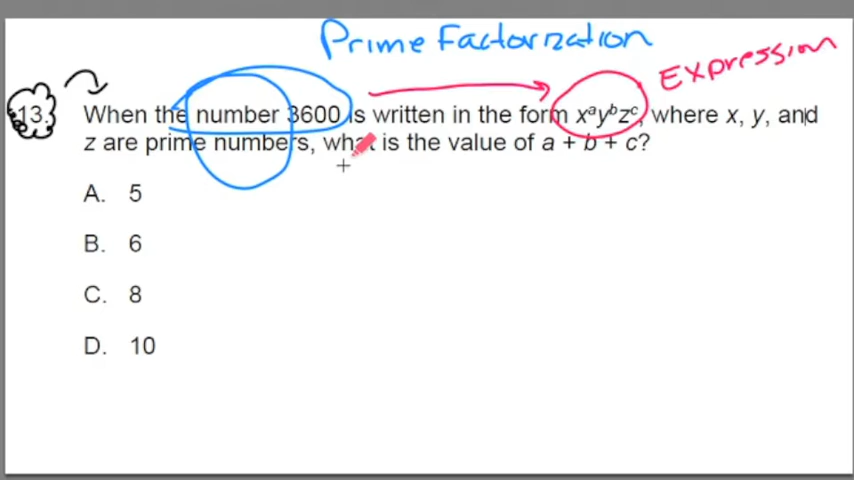 Prime Factorization
Expression
13. When the number 3600 is written in the form xᵃyᵇzᶜ, where x, y, and
z are prime numbers, what is the value of a + b + c?
A. 5
B. 6
C. 8
D. 10